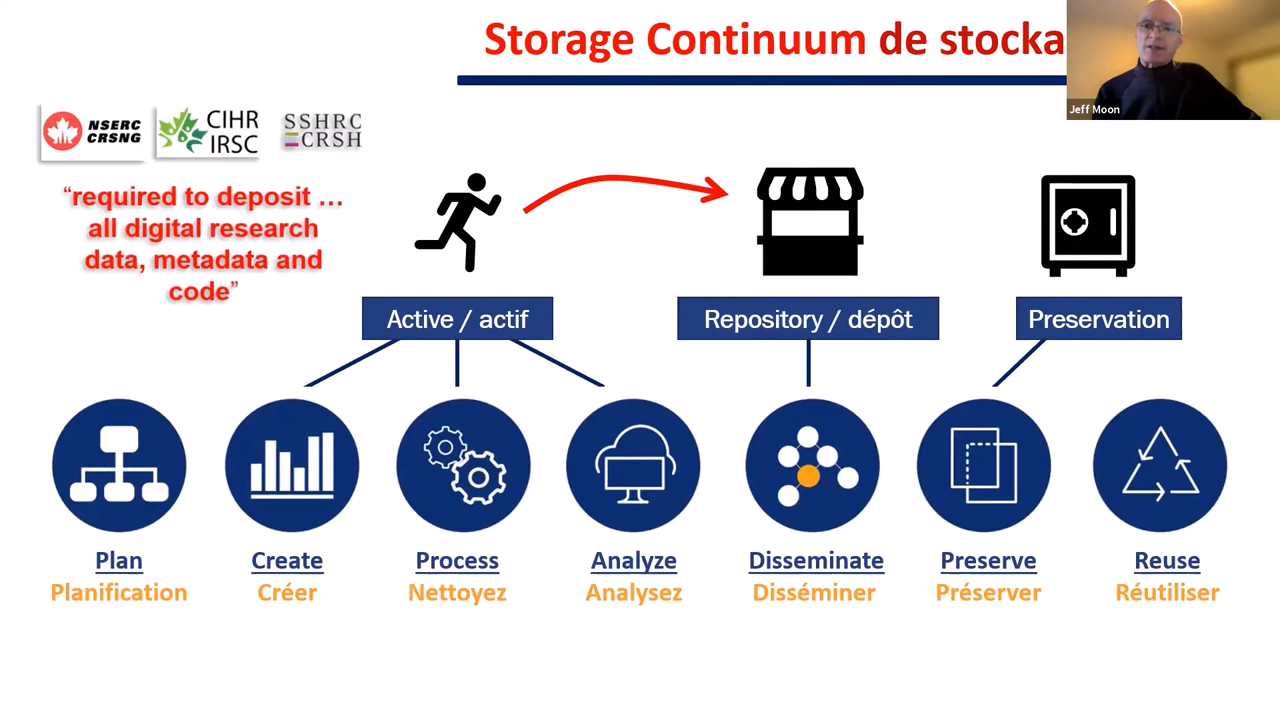 Storage Continuum de stocka
Jeff Moon
NSERC
CRSNG
CIHR
IRSC
SSHRC
CRSH
“required to deposit …
all digital research
data, metadata and
code”
Active / actif
Repository / dépôt
Preservation
Plan
Planification
Create
Créer
Process
Nettoyez
Analyze
Analysez
Disseminate
Disséminer
Preserve
Préserver
Reuse
Réutiliser